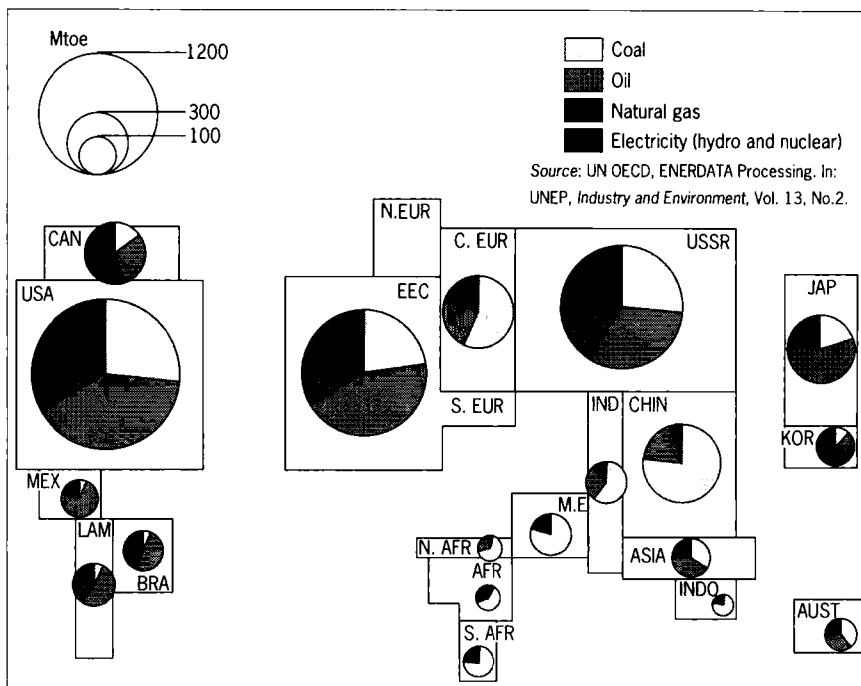 Mtoe
1200
300
100
Coal
Oil
Natural gas
Electricity (hydro and nuclear)
Source: UN OECD, ENERDATA Processing. In:
UNEP, Industry and Environment, Vol. 13, No.2.
N.EUR
CAN
C. EUR
USSR
USA
EEC
JAP
S. EUR
IND
CHIN
KOR
MEX
M.E
LAM
N. AFR
ASIA
BRA
AFR
INDO
AUST
S. AFR